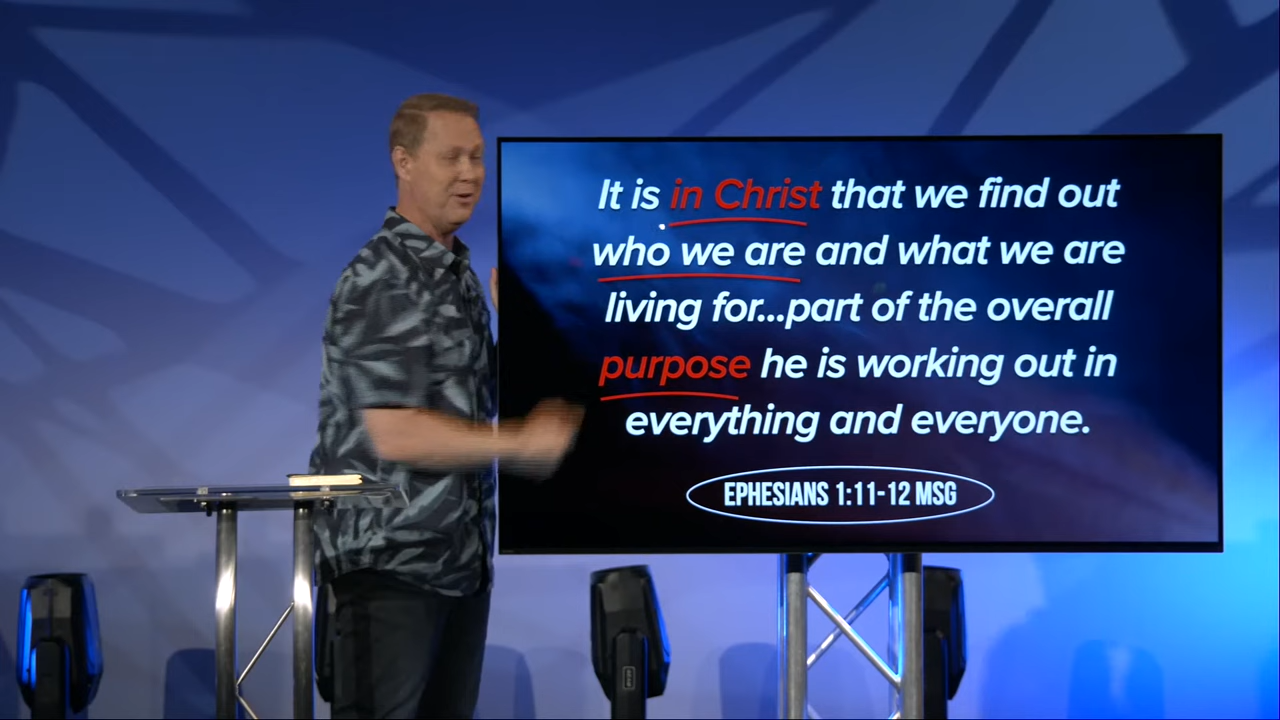 It is in Christ that we find out
who we are and what we are
living for...part of the overall
purpose he is working out in
everything and everyone.
EPHESIANS 1:11-12 MSG